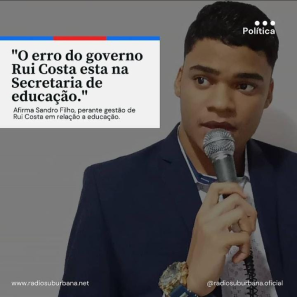 Política
"O erro do governo
Rui Costa esta na
Secretaria de
educação."
Afirma Sandro Filho, perante gestão de
Rui Costa em relação a educação.
www.radiosuburbana.net
@radiosuburbana.oficial